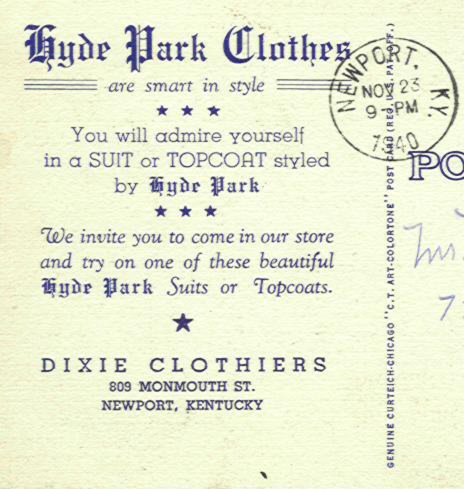 Hyde Park Clothes
are smart in style
★ ★ ★
You will admire yourself
in a SUIT or TOPCOAT styled
by Hyde Park
★ ★ ★
We invite you to come in our store
and try on one of these beautiful
Hyde Park Suits or Topcoats.
★
DIXIE CLOTHIERS
809 MONMOUTH ST.
NEWPORT, KENTUCKY
NEWPORT, KY.
NOV 23
9- PM
1940
GENUINE CURTEICH-CHICAGO "C.T. ART-COLORTONE" POST CARD (REG. U.S. PAT. OFF.)
PO
7